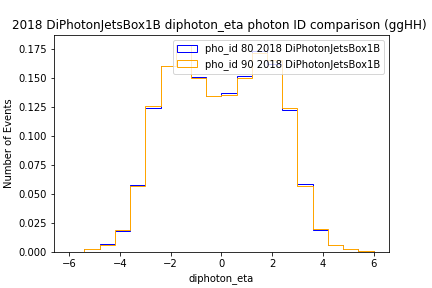 2018 DiPhotonJetsBox1B diphoton_eta photon ID comparison (ggHH)
pho_id 80 2018 DiPhotonJetsBox1B
pho_id 90 2018 DiPhotonJetsBox1B
Number of Events
0.175
0.150
0.125
0.100
0.075
0.050
0.025
0.000
−6 −4 −2 0 2 4 6
diphoton_eta